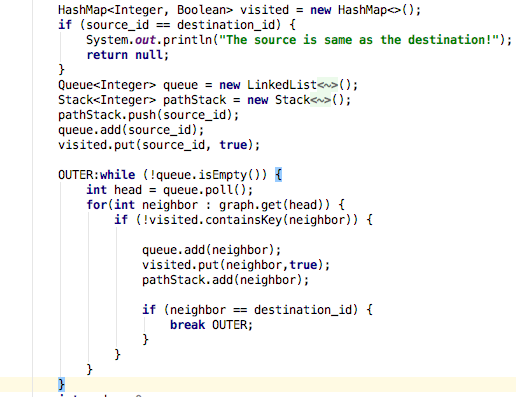 HashMap<Integer, Boolean> visited = new HashMap<>();
if (source_id == destination_id) {
System.out.println("The source is same as the destination!");
return null;
}
Queue<Integer> queue = new LinkedList<~>();
Stack<Integer> pathStack = new Stack<~>();
pathStack.push(source_id);
queue.add(source_id);
visited.put(source_id, true);
OUTER:while (!queue.isEmpty()) {
int head = queue.poll();
for(int neighbor : graph.get(head)) {
if (!visited.containsKey(neighbor)) {
queue.add(neighbor);
visited.put(neighbor,true);
pathStack.add(neighbor);
if (neighbor == destination_id) {
break OUTER;
}
}
}
}